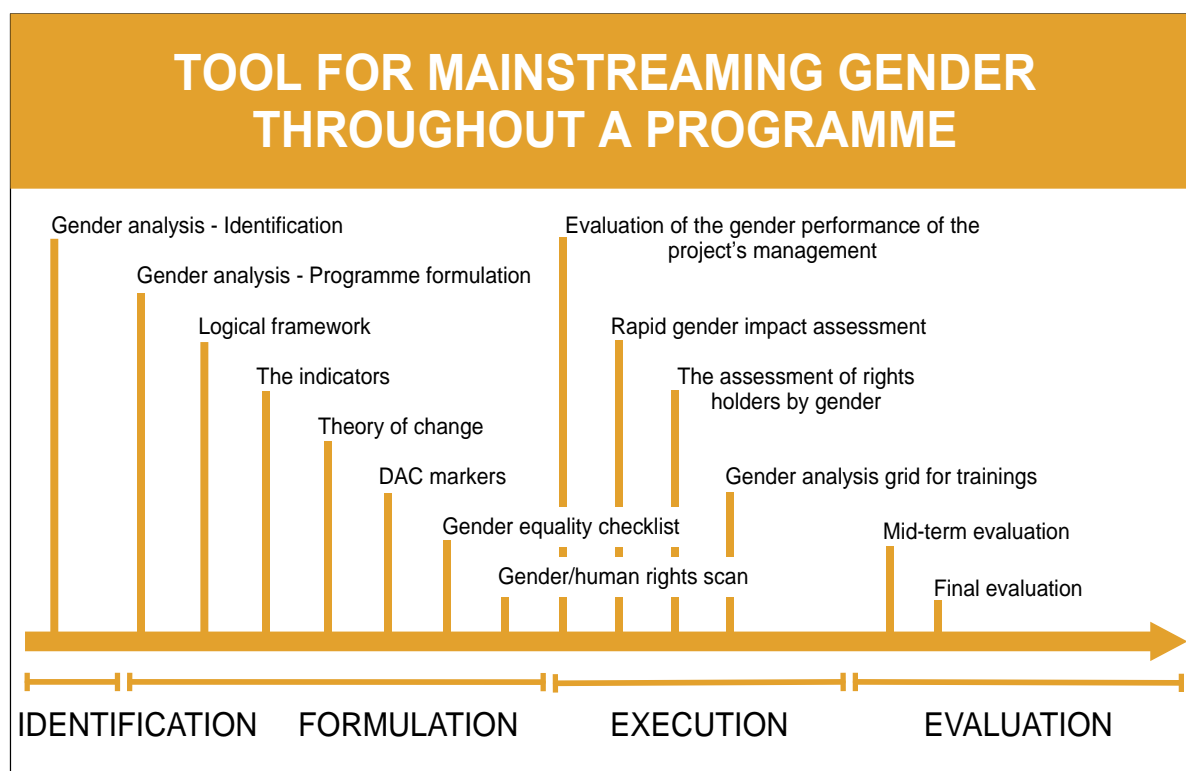 TOOL FOR MAINSTREAMING GENDER
THROUGHOUT A PROGRAMME
Gender analysis - Identification
Gender analysis - Programme formulation
Logical framework
The indicators
Theory of change
DAC markers
Gender equality checklist
Gender/human rights scan
Evaluation of the gender performance of the
project's management
Rapid gender impact assessment
The assessment of rights
holders by gender
Gender analysis grid for trainings
Mid-term evaluation
Final evaluation
IDENTIFICATION
FORMULATION
EXECUTION
EVALUATION